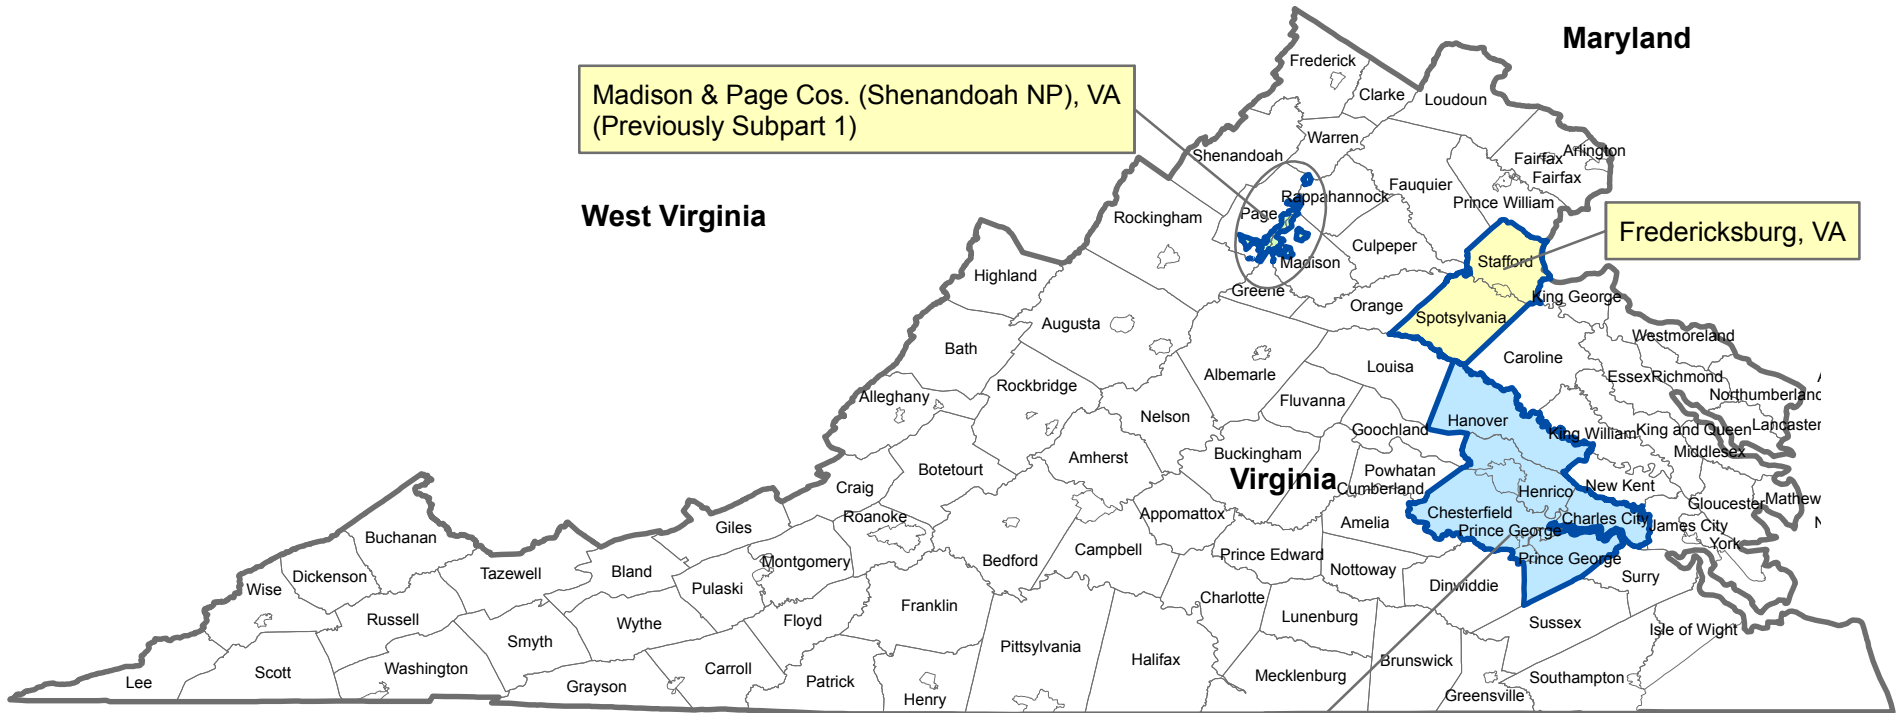 Maryland
Frederick
Madison & Page Cos. (Shenandoah NP), VA
(Previously Subpart 1)
Clarke
Loudoun
Warren
Shenandoah
Fairfax
Arlington
Fairfax
Fauquier
Rappahannock
Prince William
West Virginia
Rockingham
Page
Fredericksburg, VA
Culpeper
Stafford
Madison
Highland
Greene
King George
Orange
Spotsylvania
Augusta
Westmoreland
Bath
Caroline
Louisa
Albemarle
Essex
Richmond
Rockbridge
Northumberland
Alleghany
Fluvanna
Nelson
Hanover
Lancaster
Goochland
King William
King and Queen
Buckingham
Middlesex
Amherst
Botetourt
Powhatan
Virginia
Craig
Cumberland
Henrico
New Kent
Mathew
Gloucester
Appomattox
Chesterfield
Roanoke
Charles City
Amelia
James City
Giles
Prince George
Buchanan
York
Campbell
Prince Edward
Prince George
Bedford
Montgomery
Nottoway
Bland
Tazewell
Dickenson
Surry
Dinwiddie
Pulaski
Wise
Charlotte
Franklin
Lunenburg
Russell
Floyd
Wythe
Sussex
Isle of Wight
Smyth
Pittsylvania
Halifax
Brunswick
Washington
Carroll
Scott
Mecklenburg
Southampton
Lee
Patrick
Grayson
Greensville
Henry